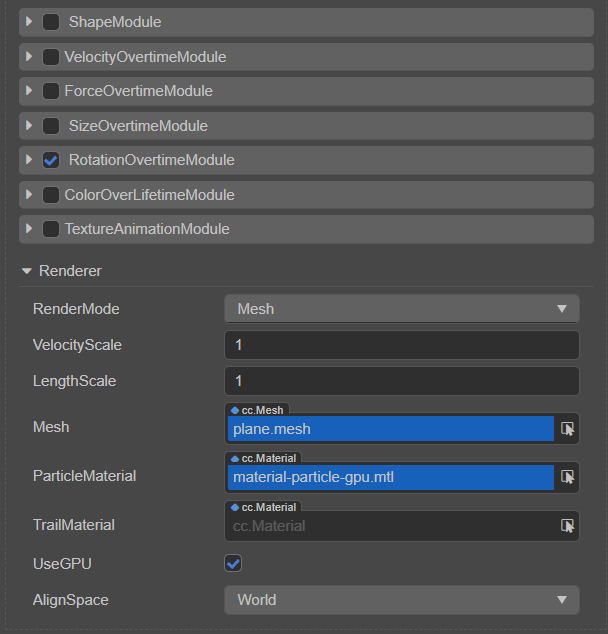 ShapeModule
VelocityOvertimeModule
ForceOvertimeModule
SizeOvertimeModule
RotationOvertimeModule
ColorOverLifetimeModule
TextureAnimationModule
Renderer
RenderMode Mesh
VelocityScale 1
LengthScale 1
cc.Mesh
Mesh plane.mesh
cc.Material
ParticleMaterial material-particle-gpu.mtl
cc.Material
TrailMaterial cc.Material
UseGPU
AlignSpace World